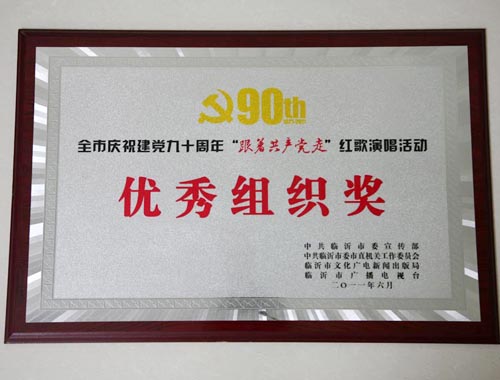 90th
全市庆祝建党九十周年“跟着共产党走”红歌演唱活动
优秀组织奖
中共临沂市委宣传部
中共临沂市委市直机关工作委员会
临沂市文化广电新闻出版局
临沂市广播电视台
二〇一一年六月